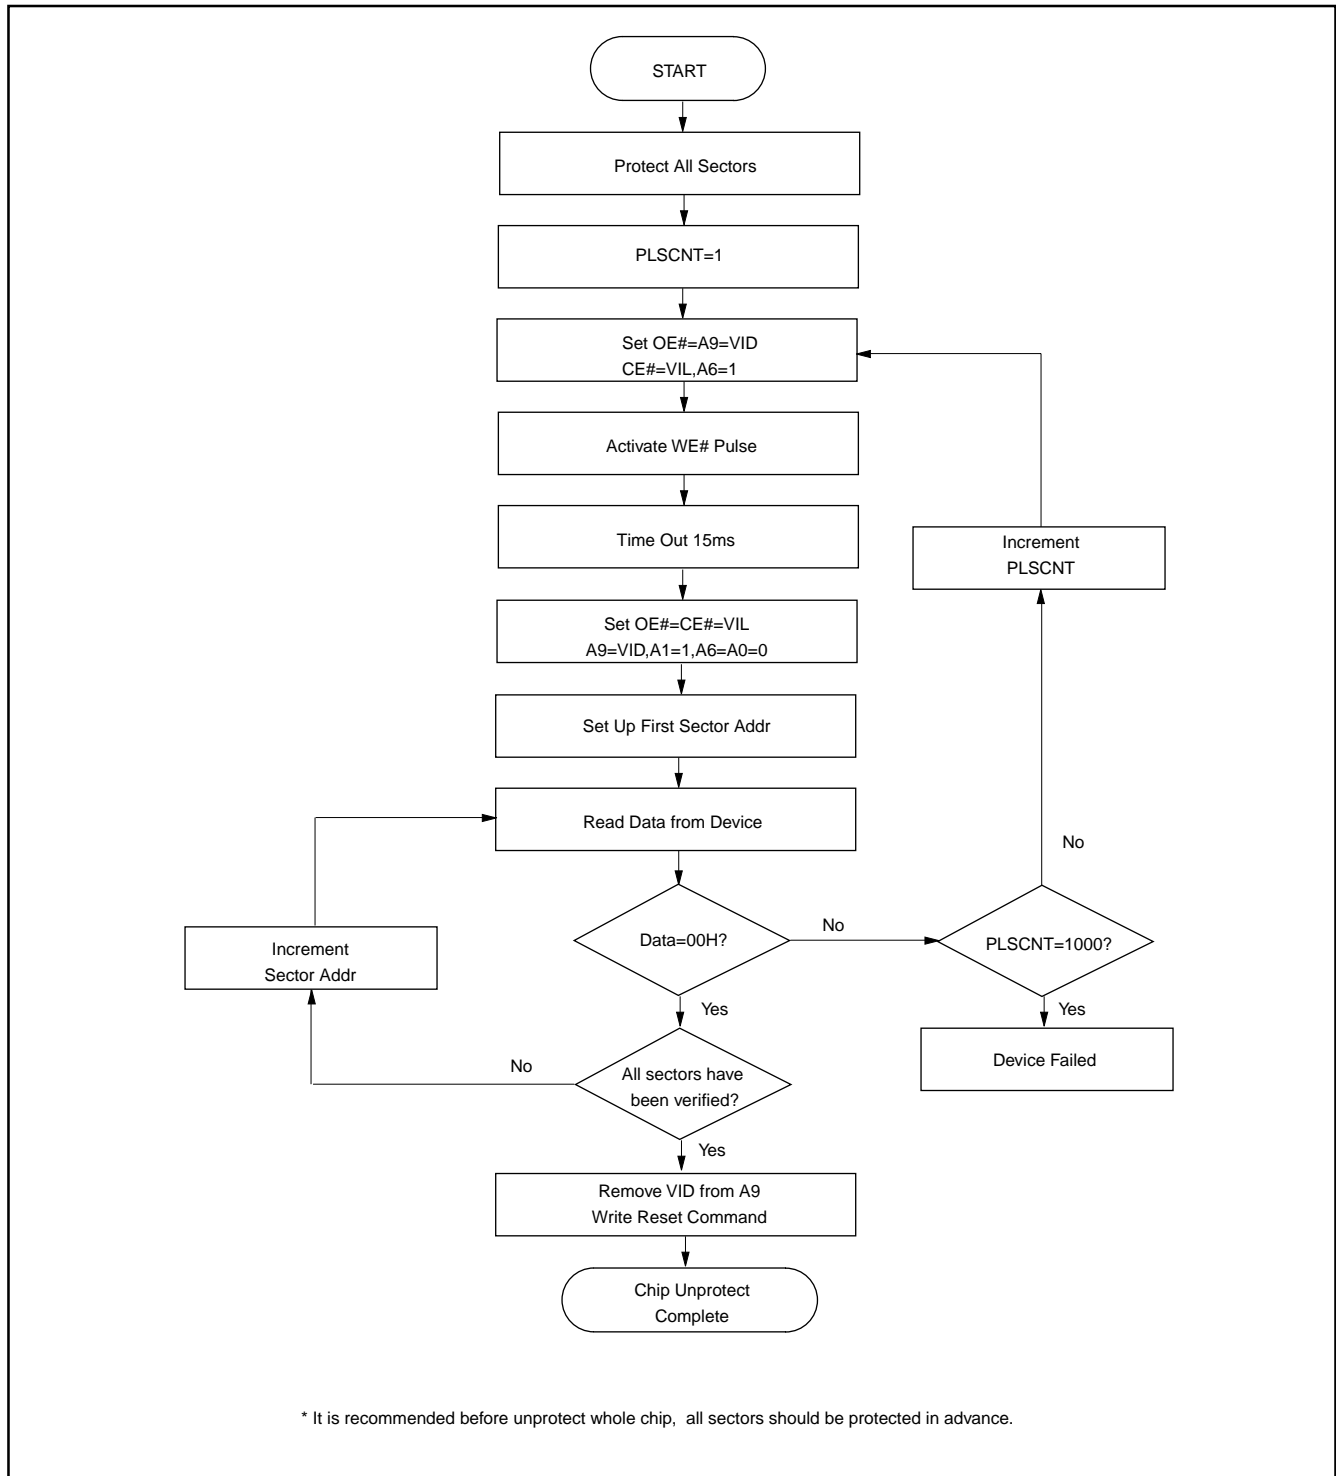 START
Protect All Sectors
PLSCNT=1
Set OE#=A9=VID
CE#=VIL,A6=1
Activate WE# Pulse
Time Out 15ms
Increment
PLSCNT
Set OE#=CE#=VIL
A9=VID,A1=1,A6=A0=0
Set Up First Sector Addr
Read Data from Device
No
Data=00H?
No
PLSCNT=1000?
Increment
Sector Addr
Yes
Yes
Device Failed
No
All sectors have
been verified?
Yes
Remove VID from A9
Write Reset Command
Chip Unprotect
Complete
* It is recommended before unprotect whole chip, all sectors should be protected in advance.